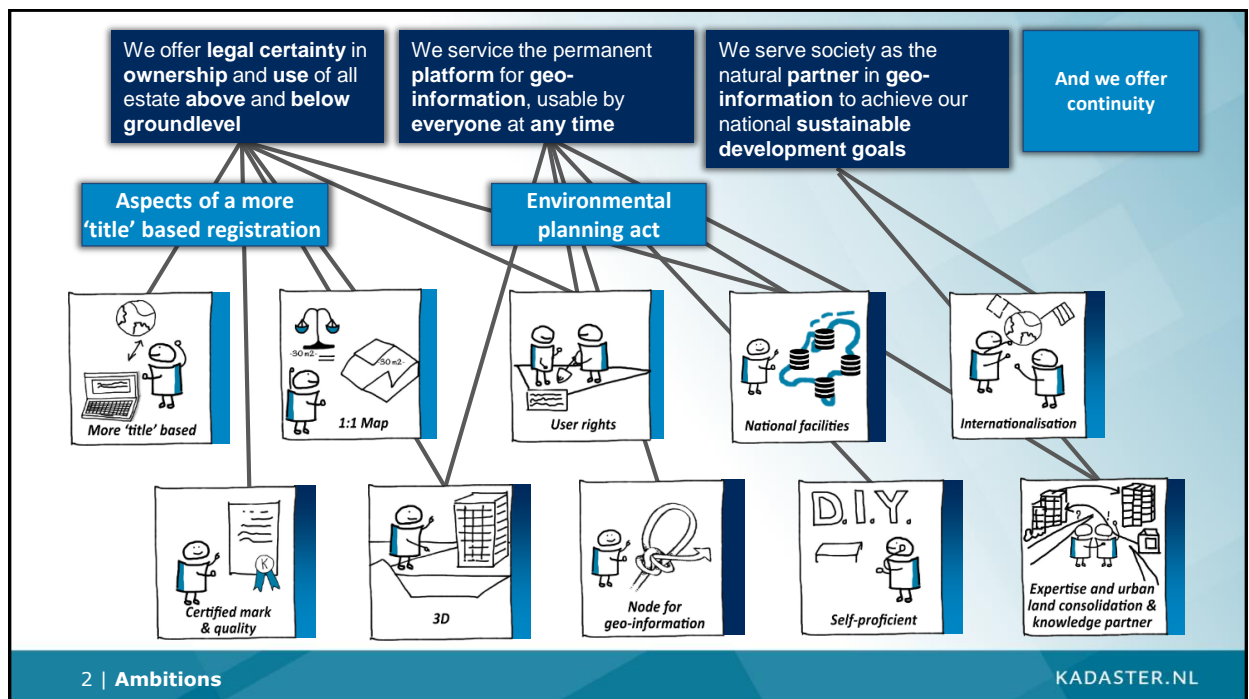 We offer legal certainty in
ownership and use of all
estate above and below
groundlevel
We service the permanent
platform for geo-
information, usable by
everyone at any time
We serve society as the
natural partner in geo-
information to achieve our
national sustainable
development goals
And we offer
continuity
Aspects of a more
‘title’ based registration
Environmental
planning act
More ‘title’ based
-30 m2-
30 m2-
1:1 Map
User rights
National facilities
Internationalisation
K
Certified mark
& quality
3D
Node for
geo-information
D.I.Y.
Self-proficient
? !
Expertise and urban
land consolidation &
knowledge partner
2 | Ambitions
KADASTER.NL